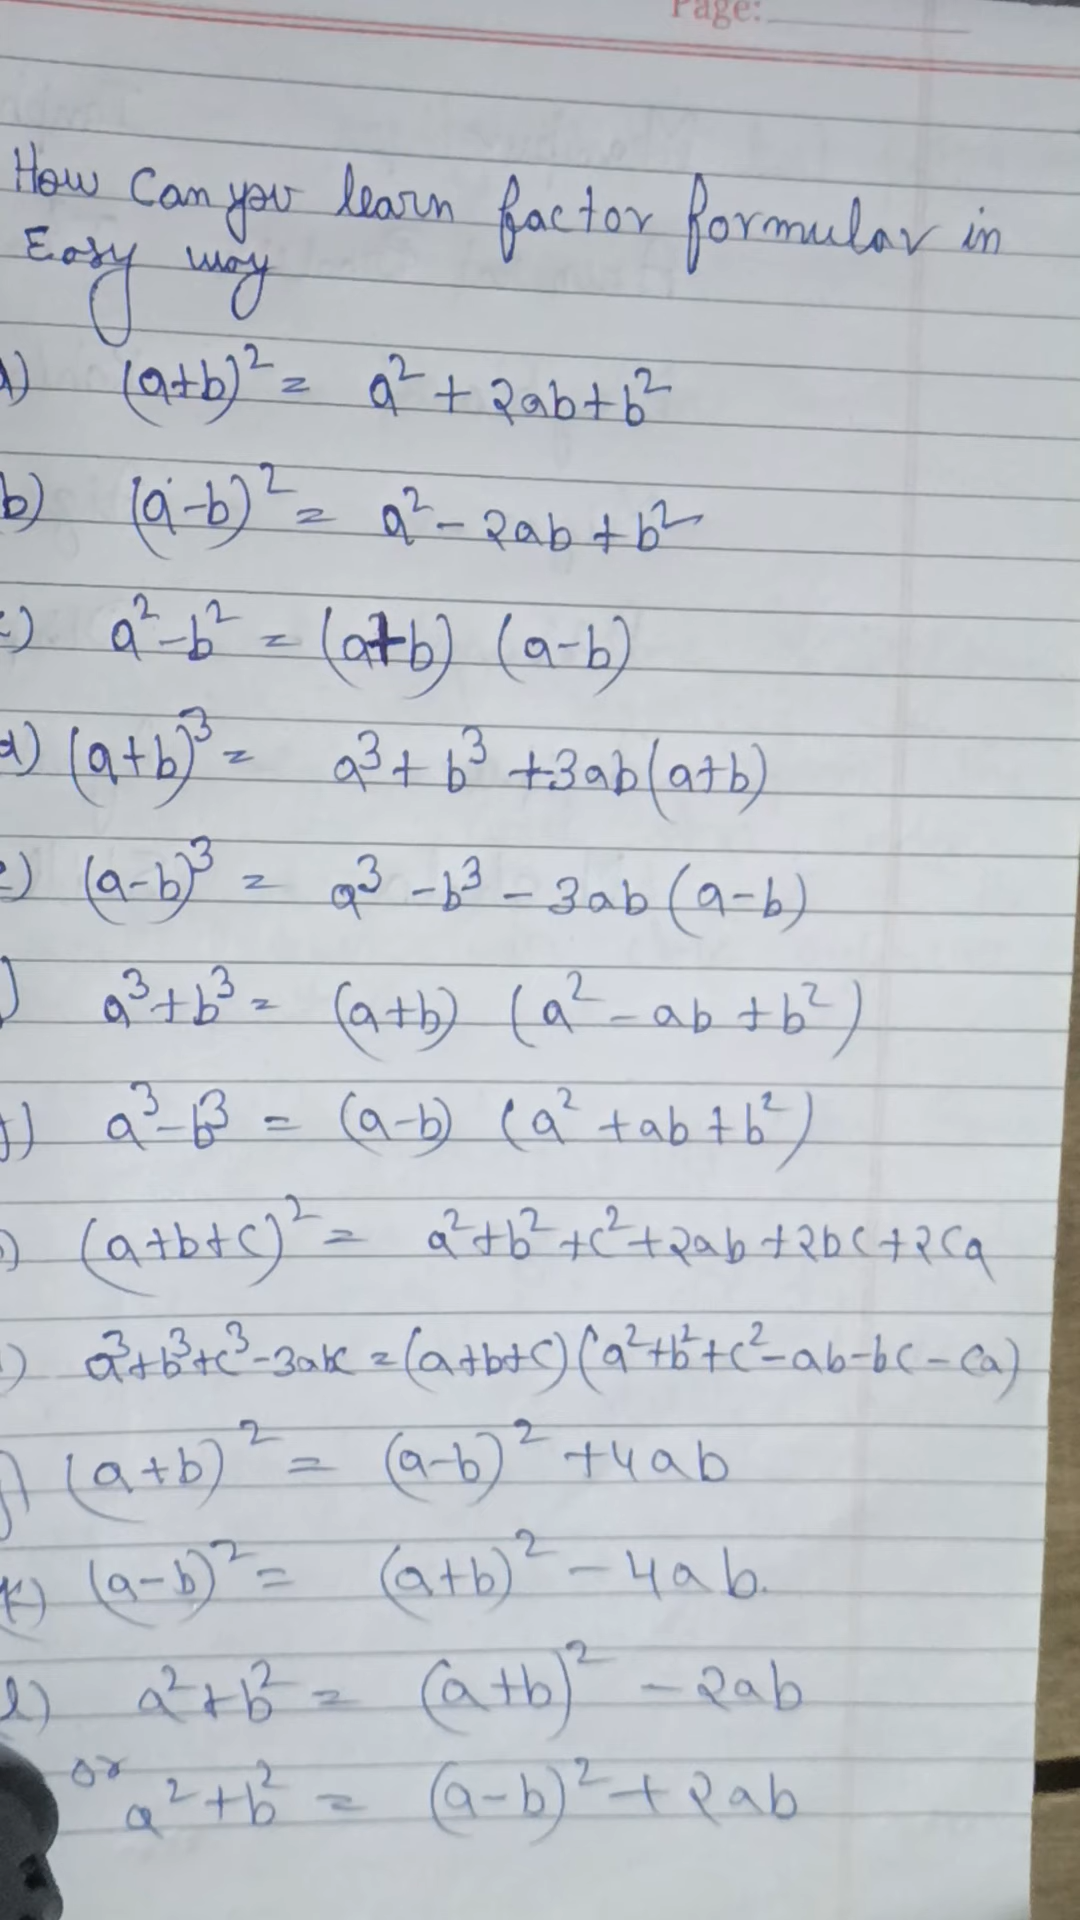 Page:
How can you learn factor formular in
Easy way
(a+b)² = a² + 2ab + b²
b) (a-b)² = a² - 2ab + b²
c) a² - b² = (a+b) (a-b)
d) (a+b)³ = a³ + b³ + 3ab(a+b)
e) (a-b)³ = a³ - b³ - 3ab (a-b)
) a³ + b³ = (a+b) (a² - ab + b²)
) a³ - b³ = (a-b) (a² + ab + b²)
) (a+b+c)² = a² + b² + c² + 2ab + 2bc + 2ca
) a³+b³+c³-3abc = (a+b+c) (a²+b²+c²-ab-bc-ca)
j) (a+b)² = (a-b)² + 4ab
k) (a-b)² = (a+b)² - 4ab.
l) a² + b² = (a+b)² - 2ab
or a² + b² = (a-b)² + 2ab